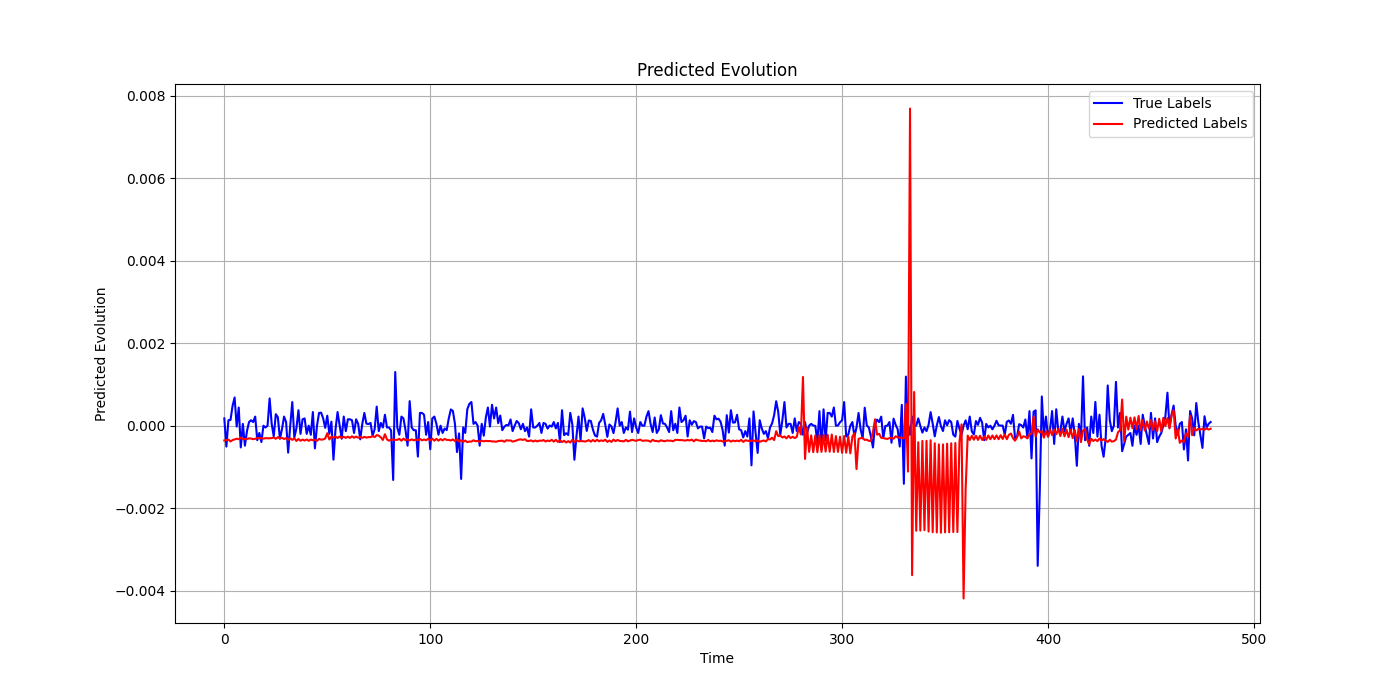 Predicted Evolution
True Labels
Predicted Labels
Predicted Evolution
0.008
0.006
0.004
0.002
0.000
−0.002
−0.004
0 100 200 300 400 500
Time